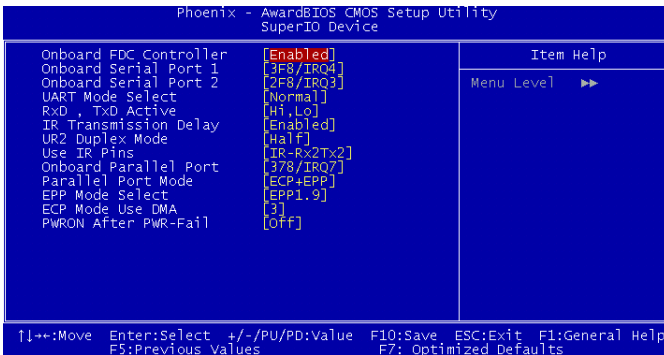 Phoenix - AwardBIOS CMOS Setup Utility
SuperIO Device
Onboard FDC Controller [Enabled]
Onboard Serial Port 1 [3F8/IRQ4]
Onboard Serial Port 2 [2F8/IRQ3]
UART Mode Select [Normal]
RxD , TxD Active [Hi,Lo]
IR Transmission Delay [Enabled]
UR2 Duplex Mode [Half]
Use IR Pins [IR-Rx2Tx2]
Onboard Parallel Port [378/IRQ7]
Parallel Port Mode [ECP+EPP]
EPP Mode Select [EPP1.9]
ECP Mode Use DMA [3]
PWRON After PWR-Fail [Off]
Item Help
Menu Level ►►
↑↓→←:Move Enter:Select +/-/PU/PD:Value F10:Save ESC:Exit F1:General Help
F5:Previous Values F7: Optimized Defaults